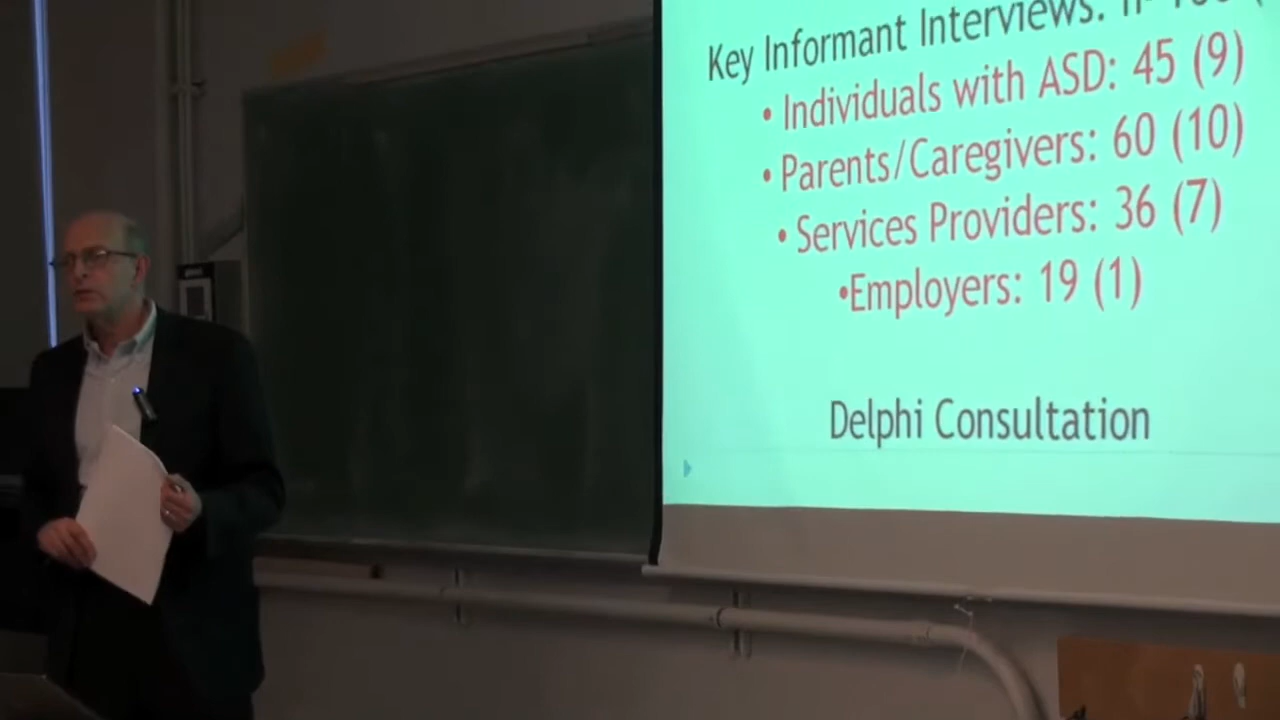 Key Informant Interviews:
• Individuals with ASD: 45 (9)
• Parents/Caregivers: 60 (10)
• Services Providers: 36 (7)
•Employers: 19 (1)
Delphi Consultation